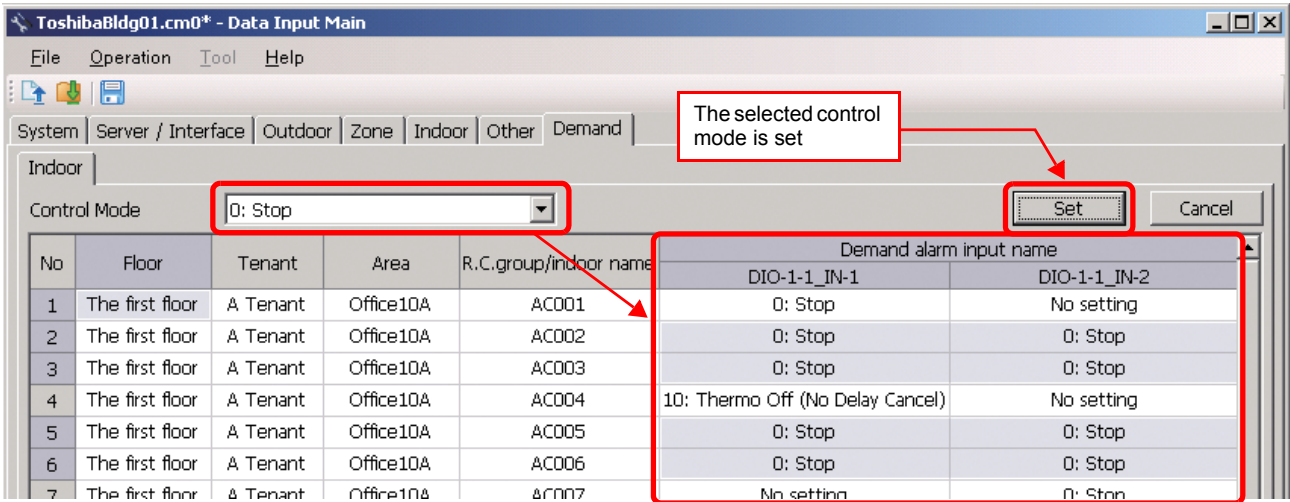 ToshibaBldg01.cm0* - Data Input Main
File Operation Tool Help
System Server / Interface Outdoor Zone Indoor Other Demand
The selected control
mode is set
Indoor
Control Mode 0: Stop Set Cancel
No Floor Tenant Area R.C.group/indoor name Demand alarm input name
DIO-1-1_IN-1 DIO-1-1_IN-2
1 The first floor A Tenant Office10A AC001 0: Stop No setting
2 The first floor A Tenant Office10A AC002 0: Stop 0: Stop
3 The first floor A Tenant Office10A AC003 0: Stop 0: Stop
4 The first floor A Tenant Office10A AC004 10: Thermo Off (No Delay Cancel) No setting
5 The first floor A Tenant Office10A AC005 0: Stop 0: Stop
6 The first floor A Tenant Office10A AC006 0: Stop 0: Stop
7 The first floor A Tenant Office10A AC007 No setting 0: Stop